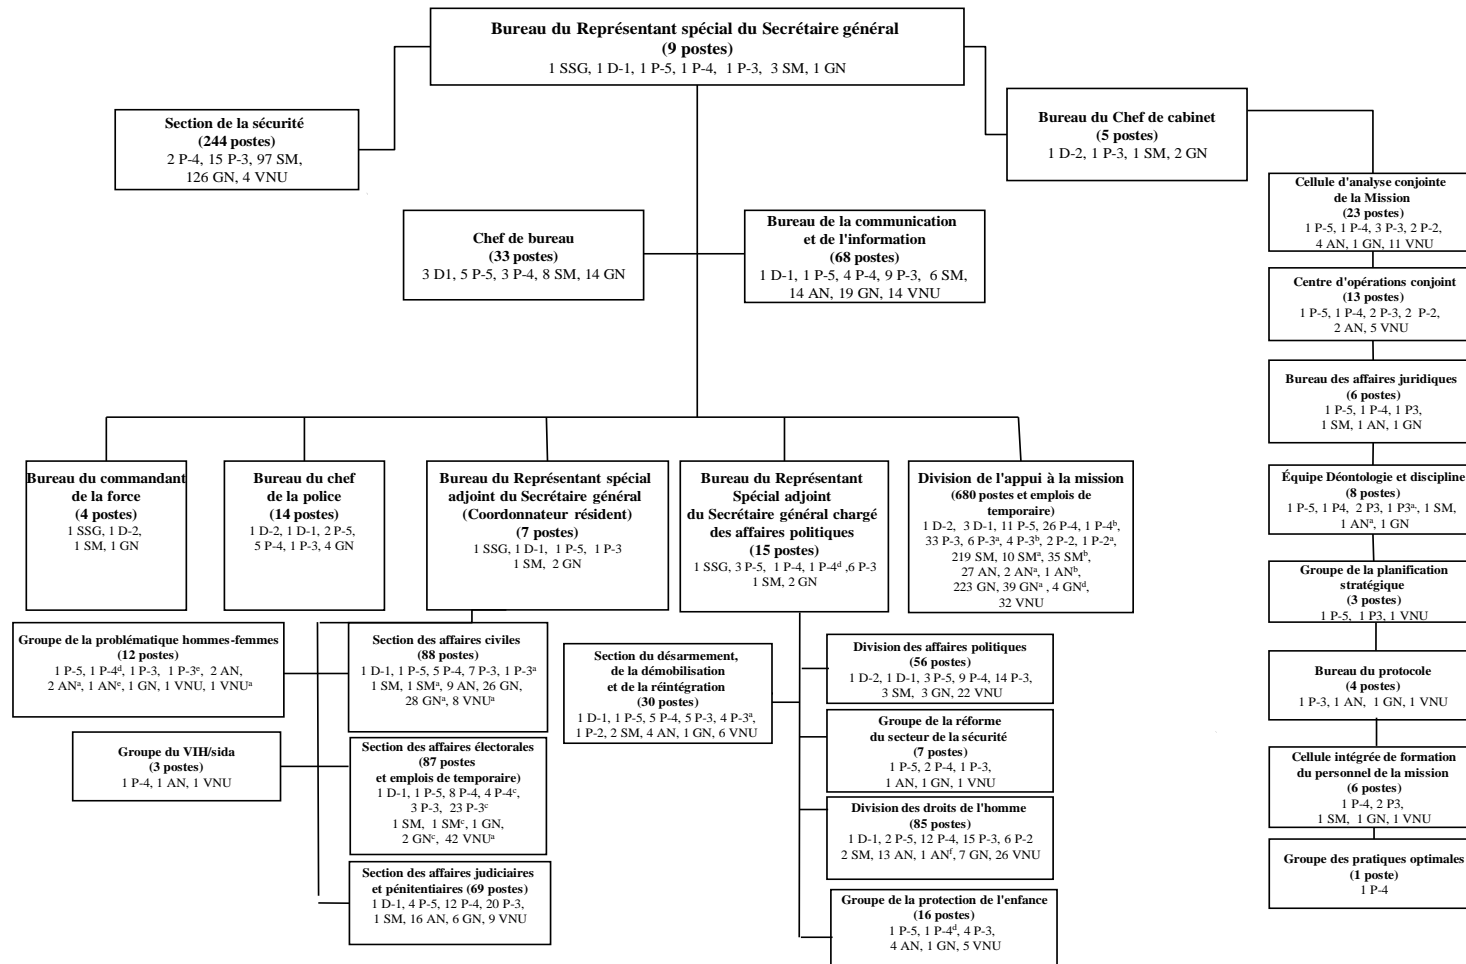 Bureau du Représentant spécial du Secrétaire général
(9 postes)
1 SSG, 1 D-1, 1 P-5, 1 P-4, 1 P-3, 3 SM, 1 GN
Section de la sécurité
(244 postes)
2 P-4, 15 P-3, 97 SM,
126 GN, 4 VNU
Bureau du Chef de cabinet
(5 postes)
1 D-2, 1 P-3, 1 SM, 2 GN
Chef de bureau
(33 postes)
3 D1, 5 P-5, 3 P-4, 8 SM, 14 GN
Bureau de la communication
et de l'information
(68 postes)
1 D-1, 1 P-5, 4 P-4, 9 P-3, 6 SM,
14 AN, 19 GN, 14 VNU
Cellule d'analyse conjointe
de la Mission
(23 postes)
1 P-5, 1 P-4, 3 P-3, 2 P-2,
4 AN, 1 GN, 11 VNU
Centre d'opérations conjoint
(13 postes)
1 P-5, 1 P-4, 2 P-3, 2 P-2,
2 AN, 5 VNU
Bureau des affaires juridiques
(6 postes)
1 P-5, 1 P-4, 1 P3,
1 SM, 1 AN, 1 GN
Équipe Déontologie et discipline
(8 postes)
1 P-5, 1 P4, 2 P3, 1 P3ᵃ, 1 SM,
1 ANᵃ, 1 GN
Groupe de la planification
stratégique
(3 postes)
1 P-5, 1 P3, 1 VNU
Bureau du protocole
(4 postes)
1 P-3, 1 AN, 1 GN, 1 VNU
Cellule intégrée de formation
du personnel de la mission
(6 postes)
1 P-4, 2 P3,
1 SM, 1 GN, 1 VNU
Groupe des pratiques optimales
(1 poste)
1 P-4
Bureau du commandant
de la force
(4 postes)
1 SSG, 1 D-2,
1 SM, 1 GN
Bureau du chef
de la police
(14 postes)
1 D-2, 1 D-1, 2 P-5,
5 P-4, 1 P-3, 4 GN
Bureau du Représentant spécial
adjoint du Secrétaire général
(Coordonnateur résident)
(7 postes)
1 SSG, 1 D-1, 1 P-5, 1 P-3
1 SM, 2 GN
Bureau du Représentant
Spécial adjoint
du Secrétaire général chargé
des affaires politiques
(15 postes)
1 SSG, 3 P-5, 1 P-4, 1 P-4ᵈ ,6 P-3
1 SM, 2 GN
Division de l'appui à la mission
(680 postes et emplois de
temporaire)
1 D-2, 3 D-1, 11 P-5, 26 P-4, 1 P-4ᵇ,
33 P-3, 6 P-3ᵃ, 4 P-3ᵇ, 2 P-2, 1 P-2ᵃ,
219 SM, 10 SMᵃ, 35 SMᵇ,
27 AN, 2 ANᵃ, 1 ANᵇ,
223 GN, 39 GNᵃ , 4 GNᵈ,
32 VNU
Groupe de la problématique hommes-femmes
(12 postes)
1 P-5, 1 P-4ᵈ, 1 P-3, 1 P-3ᵉ, 2 AN,
2 ANᵃ, 1 ANᵉ, 1 GN, 1 VNU, 1 VNUᵃ
Groupe du VIH/sida
(3 postes)
1 P-4, 1 AN, 1 VNU
Section des affaires civiles
(88 postes)
1 D-1, 1 P-5, 5 P-4, 7 P-3, 1 P-3ᵃ
1 SM, 1 SMᵃ, 9 AN, 26 GN,
28 GNᵃ, 8 VNUᵃ
Section des affaires électorales
(87 postes
et emplois de temporaire)
1 D-1, 1 P-5, 8 P-4, 4 P-4ᶜ,
3 P-3, 23 P-3ᶜ
1 SM, 1 SMᶜ, 1 GN,
2 GNᶜ, 42 VNUᵃ
Section des affaires judiciaires
et pénitentiaires (69 postes)
1 D-1, 4 P-5, 12 P-4, 20 P-3,
1 SM, 16 AN, 6 GN, 9 VNU
Section du désarmement,
de la démobilisation
et de la réintégration
(30 postes)
1 D-1, 1 P-5, 5 P-4, 5 P-3, 4 P-3ᵃ,
1 P-2, 2 SM, 4 AN, 1 GN, 6 VNU
Division des affaires politiques
(56 postes)
1 D-2, 1 D-1, 3 P-5, 9 P-4, 14 P-3,
3 SM, 3 GN, 22 VNU
Groupe de la réforme
du secteur de la sécurité
(7 postes)
1 P-5, 2 P-4, 1 P-3,
1 AN, 1 GN, 1 VNU
Division des droits de l'homme
(85 postes)
1 D-1, 2 P-5, 12 P-4, 15 P-3, 6 P-2
2 SM, 13 AN, 1 ANᶠ, 7 GN, 26 VNU
Groupe de la protection de l'enfance
(16 postes)
1 P-5, 1 P-4ᵈ, 4 P-3,
4 AN, 1 GN, 5 VNU